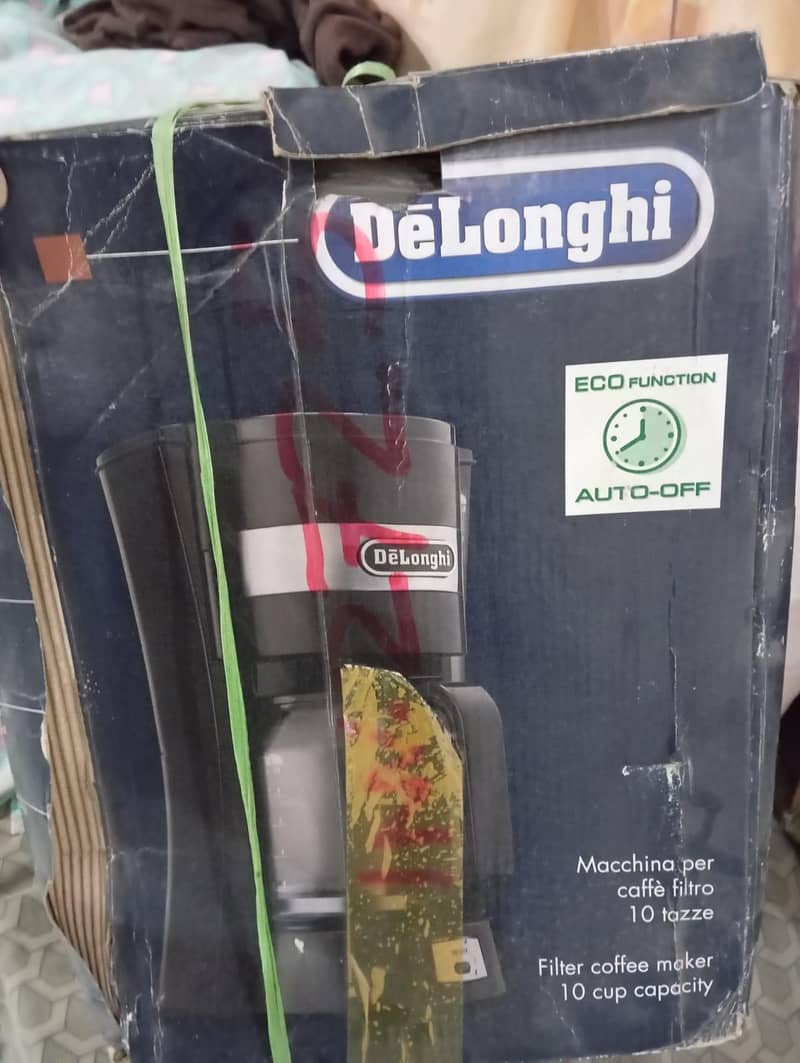 DēLonghi
ECO FUNCTION
AUTO-OFF
DēLonghi
Macchina per
caffè filtro
10 tazze
Filter coffee maker
10 cup capacity